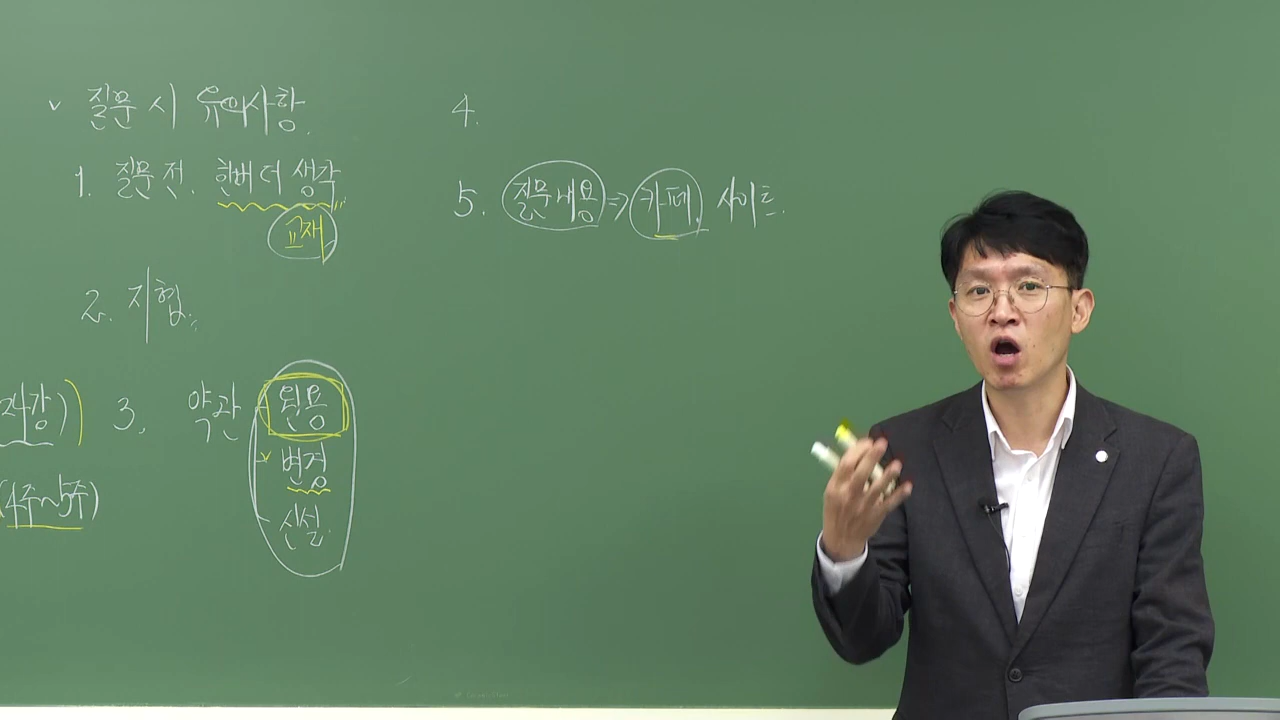 v 질문 시 유의사항.
1. 질문 전. 한번 더 생각
교재
2. 지협.
3. 약관
원용
v 변경
신설.
4.
5. 질문내용 ⇒ 카페. 사이트.
강)
(4주~5주)